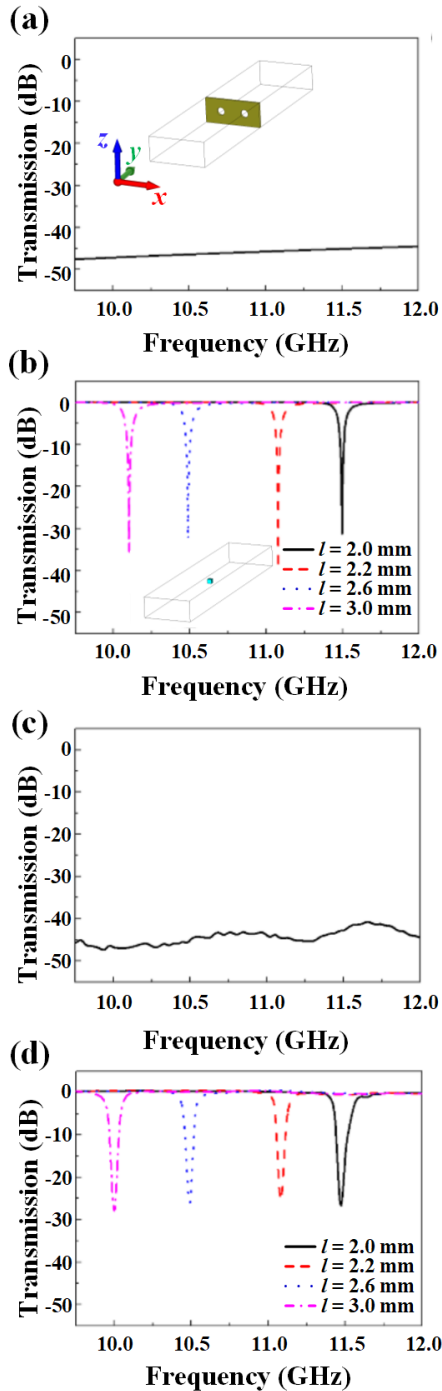 (a)
0
-10
-20
-30
-40
-50
Transmission (dB)
z
y
x
10.0 10.5 11.0 11.5 12.0
Frequency (GHz)
(b)
0
-10
-20
-30
-40
-50
Transmission (dB)
l = 2.0 mm
l = 2.2 mm
l = 2.6 mm
l = 3.0 mm
10.0 10.5 11.0 11.5 12.0
Frequency (GHz)
(c)
0
-10
-20
-30
-40
-50
Transmission (dB)
10.0 10.5 11.0 11.5 12.0
Frequency (GHz)
(d)
0
-10
-20
-30
-40
-50
Transmission (dB)
l = 2.0 mm
l = 2.2 mm
l = 2.6 mm
l = 3.0 mm
10.0 10.5 11.0 11.5 12.0
Frequency (GHz)